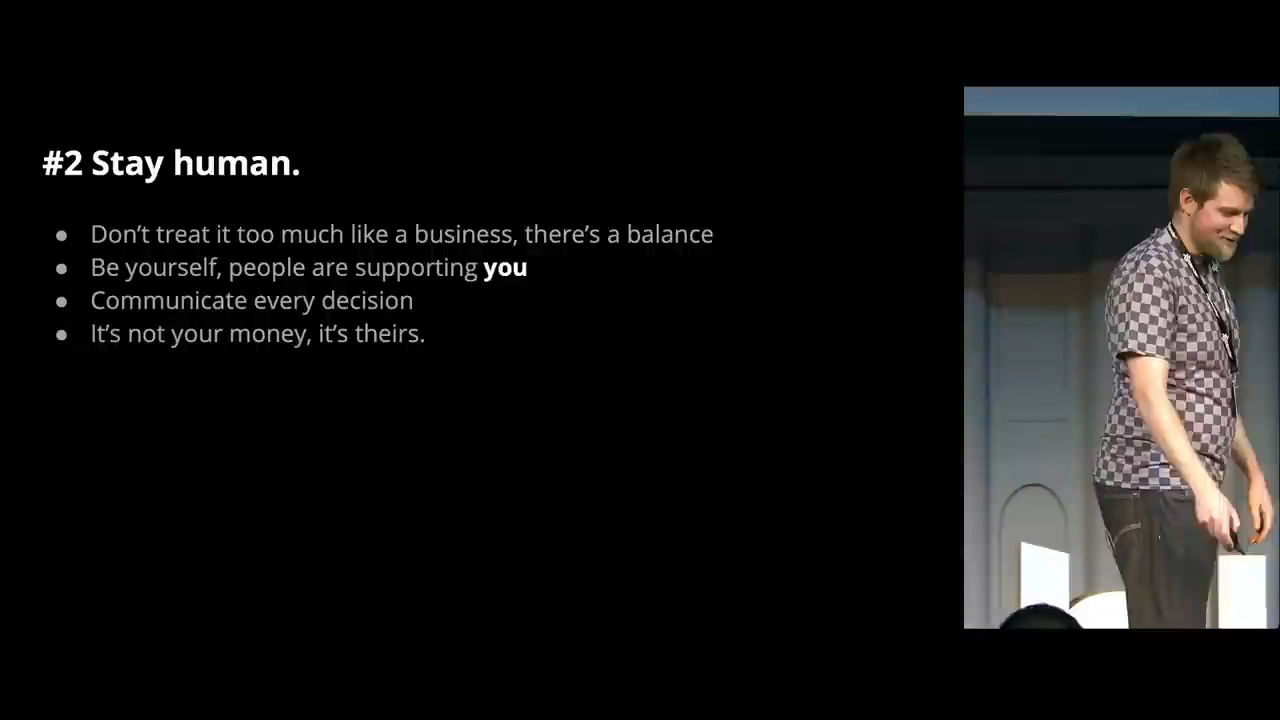 #2 Stay human.
● Don’t treat it too much like a business, there’s a balance
● Be yourself, people are supporting you
● Communicate every decision
● It’s not your money, it’s theirs.